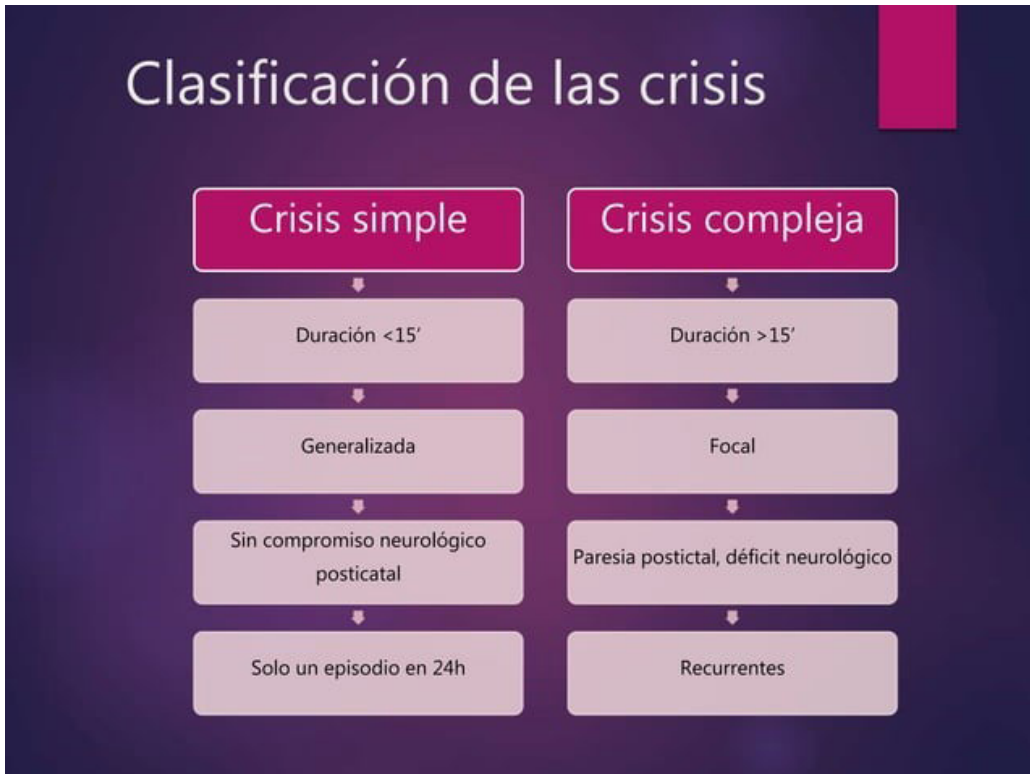 Clasificación de las crisis
Crisis simple
Duración <15’
Generalizada
Sin compromiso neurológico
posticatal
Solo un episodio en 24h
Crisis compleja
Duración >15’
Focal
Paresia postictal, déficit neurológico
Recurrentes